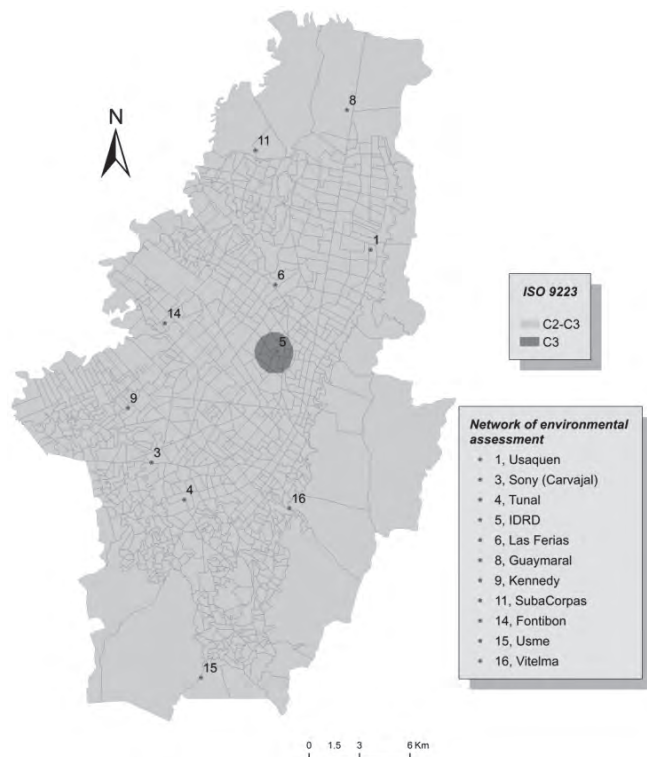 8
N
11
1
6
14
5
9
3
4
16
15
ISO 9223
C2-C3
C3
Network of environmental
assessment
1, Usaquen
3, Sony (Carvajal)
4, Tunal
5, IDRD
6, Las Ferias
8, Guaymaral
9, Kennedy
11, SubaCorpas
14, Fontibon
15, Usme
16, Vitelma
0 1.5 3 6 Km